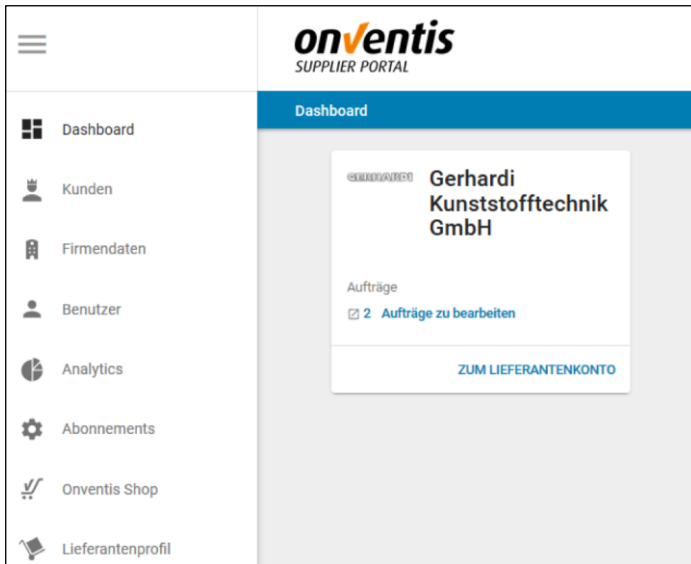 onventis
SUPPLIER PORTAL
Dashboard
Dashboard
Kunden
Firmendaten
Benutzer
Analytics
Abonnements
Onventis Shop
Lieferantenprofil
GERHARDI
Gerhardi
Kunststofftechnik
GmbH
Aufträge
2 Aufträge zu bearbeiten
ZUM LIEFERANTENKONTO